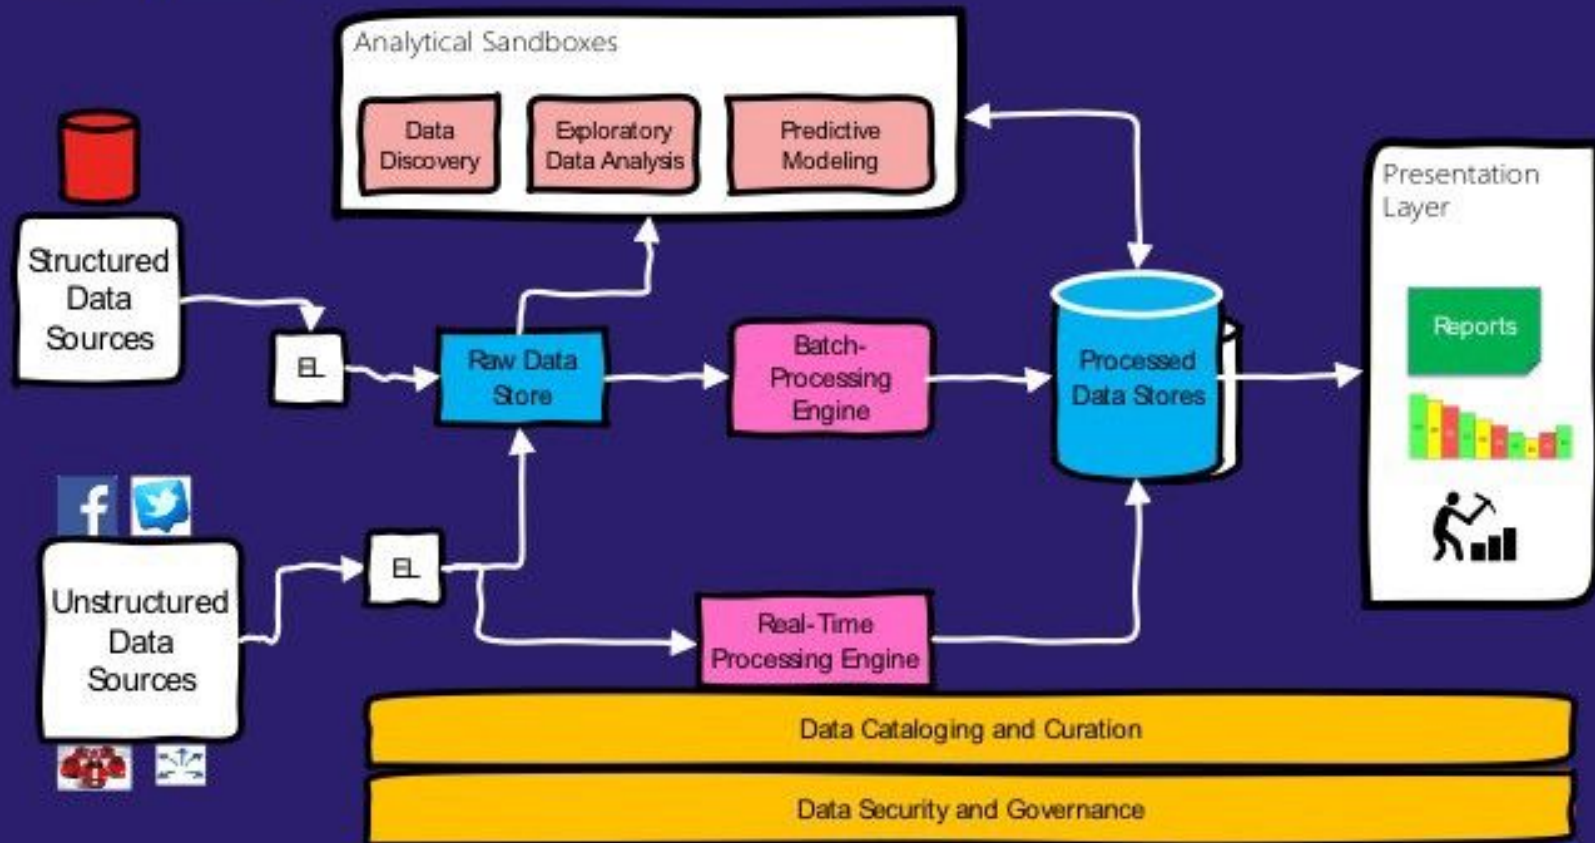 Analytical Sandboxes
Data
Discovery
Exploratory
Data Analysis
Predictive
Modeling
Structured
Data
Sources
EL
Raw Data
Store
Batch-
Processing
Engine
Processed
Data Stores
Presentation
Layer
Reports
f
Unstructured
Data
Sources
EL
Real-Time
Processing Engine
Data Cataloging and Curation
Data Security and Governance